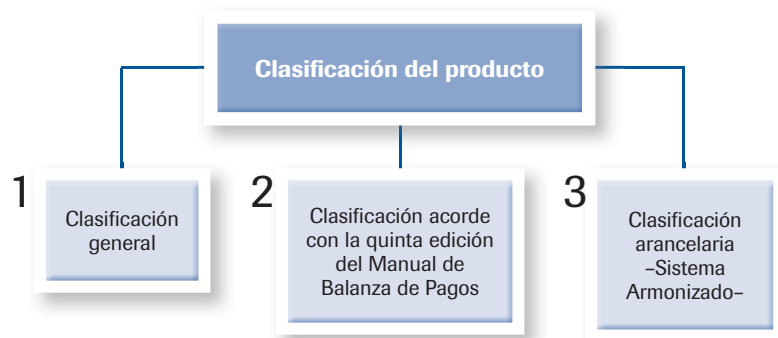 Clasificación del producto
1
Clasificación
general
2
Clasificación acorde
con la quinta edición
del Manual de
Balanza de Pagos
3
Clasificación
arancelaria
–Sistema
Armonizado–